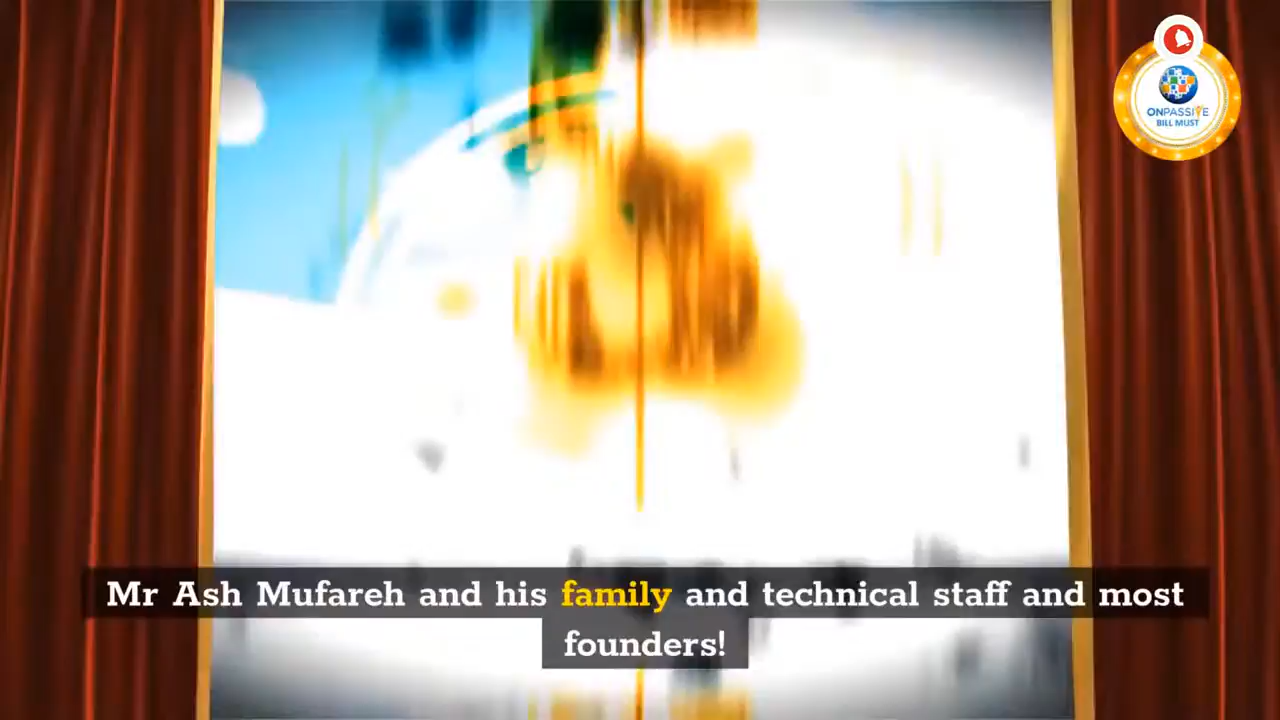 ONPASSIVE
BILL MUST
Mr Ash Mufareh and his family and technical staff and most
founders!